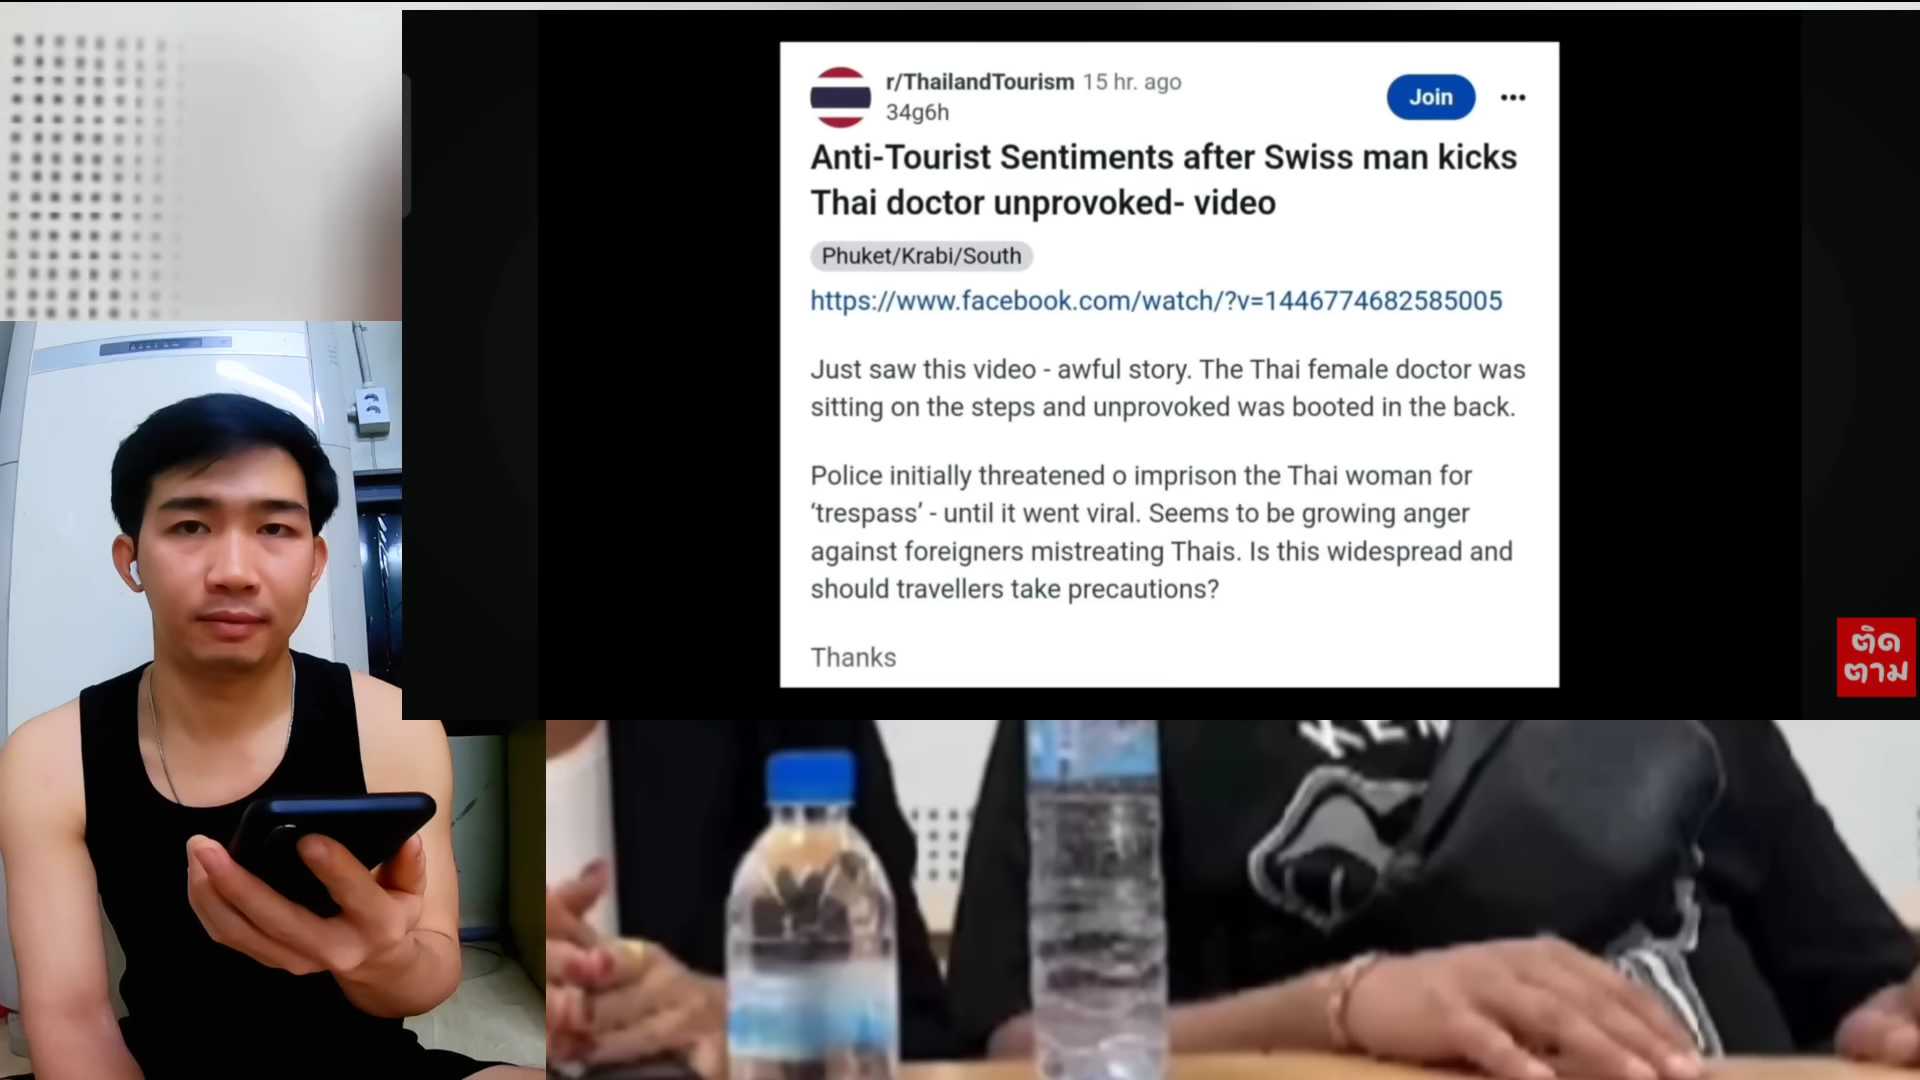 r/ThailandTourism 15 hr. ago
34g6h
Join
Anti-Tourist Sentiments after Swiss man kicks
Thai doctor unprovoked- video
Phuket/Krabi/South
https://www.facebook.com/watch/?v=1446774682585005
Just saw this video - awful story. The Thai female doctor was
sitting on the steps and unprovoked was booted in the back.
Police initially threatened o imprison the Thai woman for
‘trespass’ - until it went viral. Seems to be growing anger
against foreigners mistreating Thais. Is this widespread and
should travellers take precautions?
Thanks
ติด
ตาม